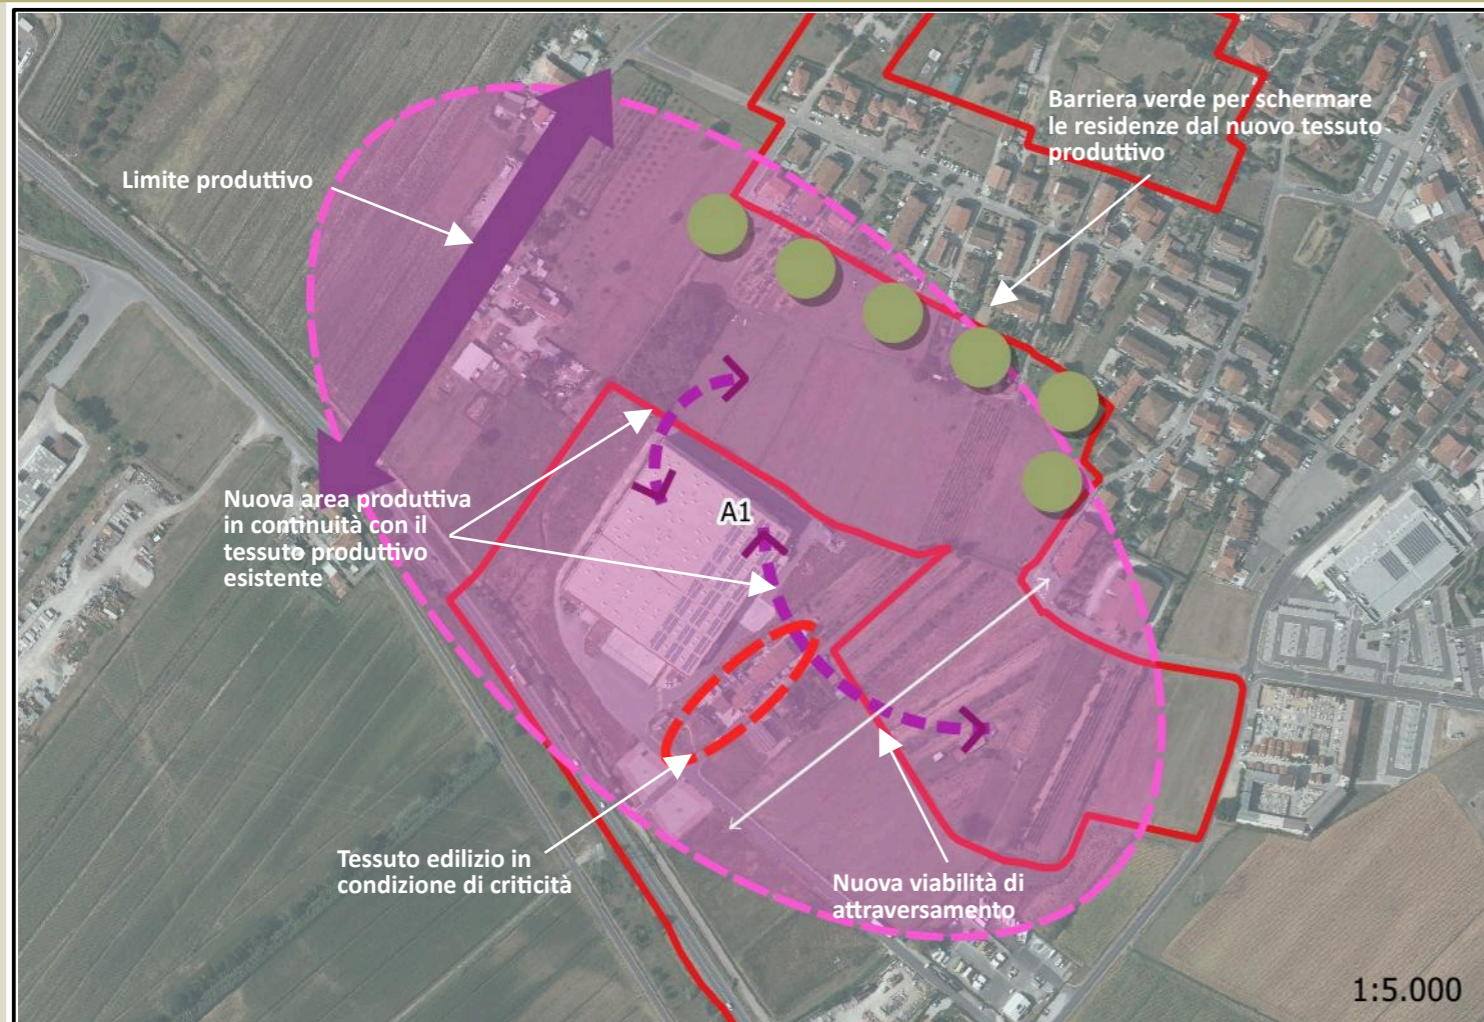 Barriera verde per schermare
le residenze dal nuovo tessuto
produttivo
Limite produttivo
Nuova area produttiva
in continuità con il
tessuto produttivo
esistente
A1
Tessuto edilizio in
condizione di criticità
Nuova viabilità di
attraversamento
1:5.000